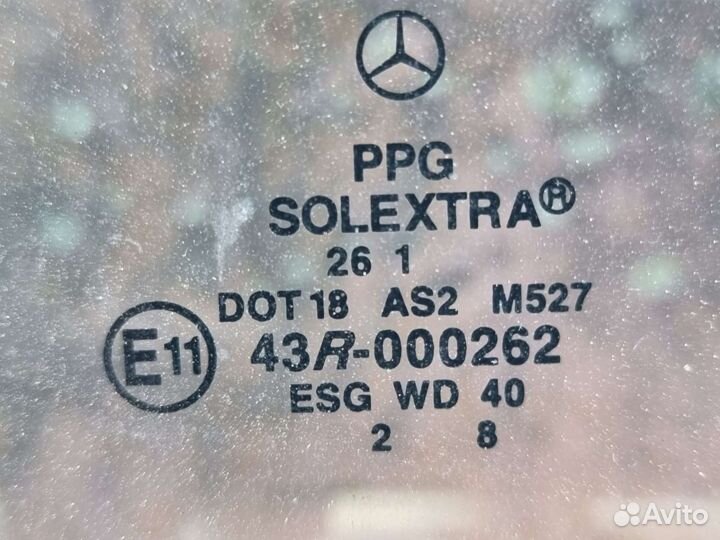 PPG
SOLEXTRA®
26 1
DOT 18 AS2 M527
E11 43R-000262
ESG WD 40
2 8
Avito